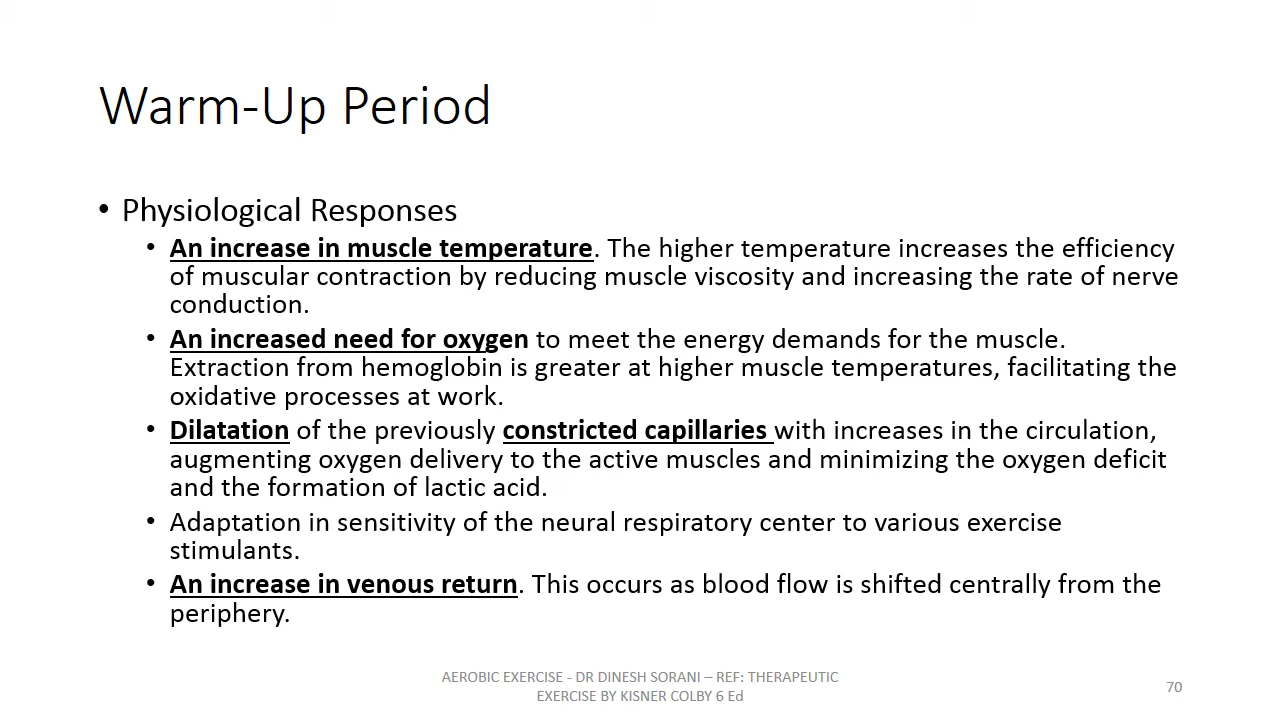 Warm-Up Period
• Physiological Responses
• An increase in muscle temperature. The higher temperature increases the efficiency
of muscular contraction by reducing muscle viscosity and increasing the rate of nerve
conduction.
• An increased need for oxygen to meet the energy demands for the muscle.
Extraction from hemoglobin is greater at higher muscle temperatures, facilitating the
oxidative processes at work.
• Dilatation of the previously constricted capillaries with increases in the circulation,
augmenting oxygen delivery to the active muscles and minimizing the oxygen deficit
and the formation of lactic acid.
• Adaptation in sensitivity of the neural respiratory center to various exercise
stimulants.
• An increase in venous return. This occurs as blood flow is shifted centrally from the
periphery.
AEROBIC EXERCISE - DR DINESH SORANI – REF: THERAPEUTIC
EXERCISE BY KISNER COLBY 6 Ed
70